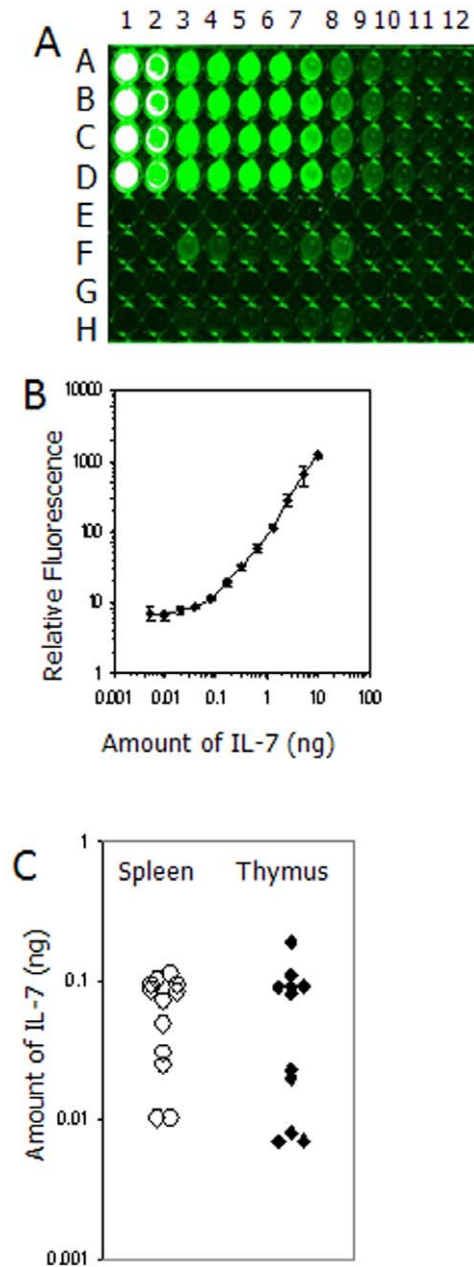 A
1 2 3 4 5 6 7 8 9 10 11 12
A
B
C
D
E
F
G
H
B
Relative Fluorescence
10000
1000
100
10
1
0.001 0.01 0.1 1 10 100
Amount of IL-7 (ng)
C
Amount of IL-7 (ng)
Spleen Thymus
1
0.1
0.01
0.001